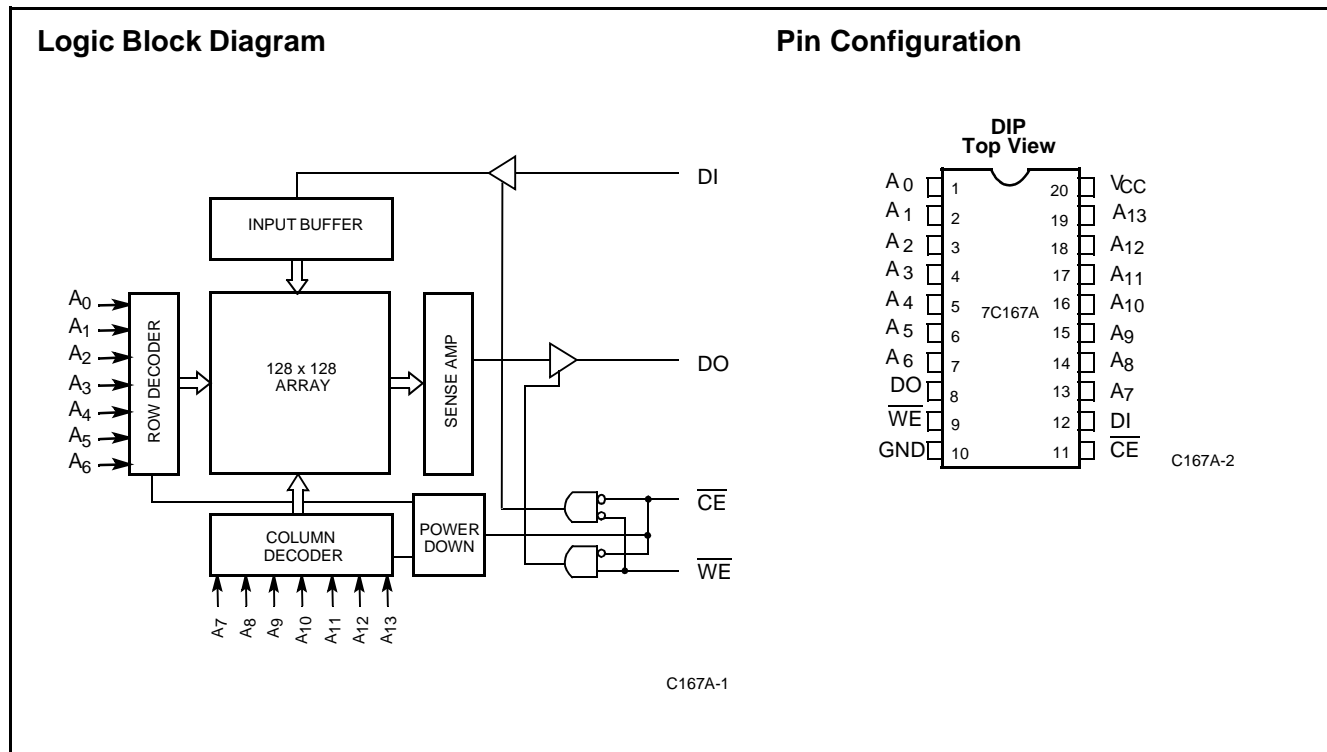 Logic Block Diagram
Pin Configuration
DI
INPUT BUFFER
A0
A1
A2
A3
A4
A5
A6
ROW DECODER
128 x 128
ARRAY
SENSE AMP
DO
COLUMN
DECODER
POWER
DOWN
CE
WE
A7
A8
A9
A10
A11
A12
A13
C167A-1
DIP
Top View
A0 1 20 VCC
A1 2 19 A13
A2 3 18 A12
A3 4 17 A11
A4 5 16 A10
7C167A
A5 6 15 A9
A6 7 14 A8
DO 8 13 A7
WE 9 12 DI
GND 10 11 CE
C167A-2